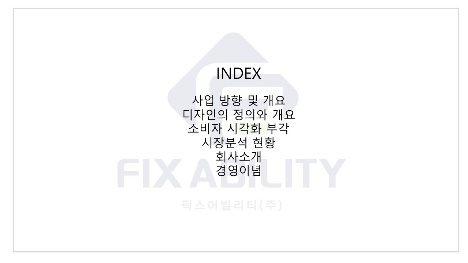 INDEX
사업 방향 및 개요
디자인의 정의와 개요
소비자 시각화 부각
시장분석 현황
회사소개
경영이념
FIX ABILITY
픽스어빌리티(주)